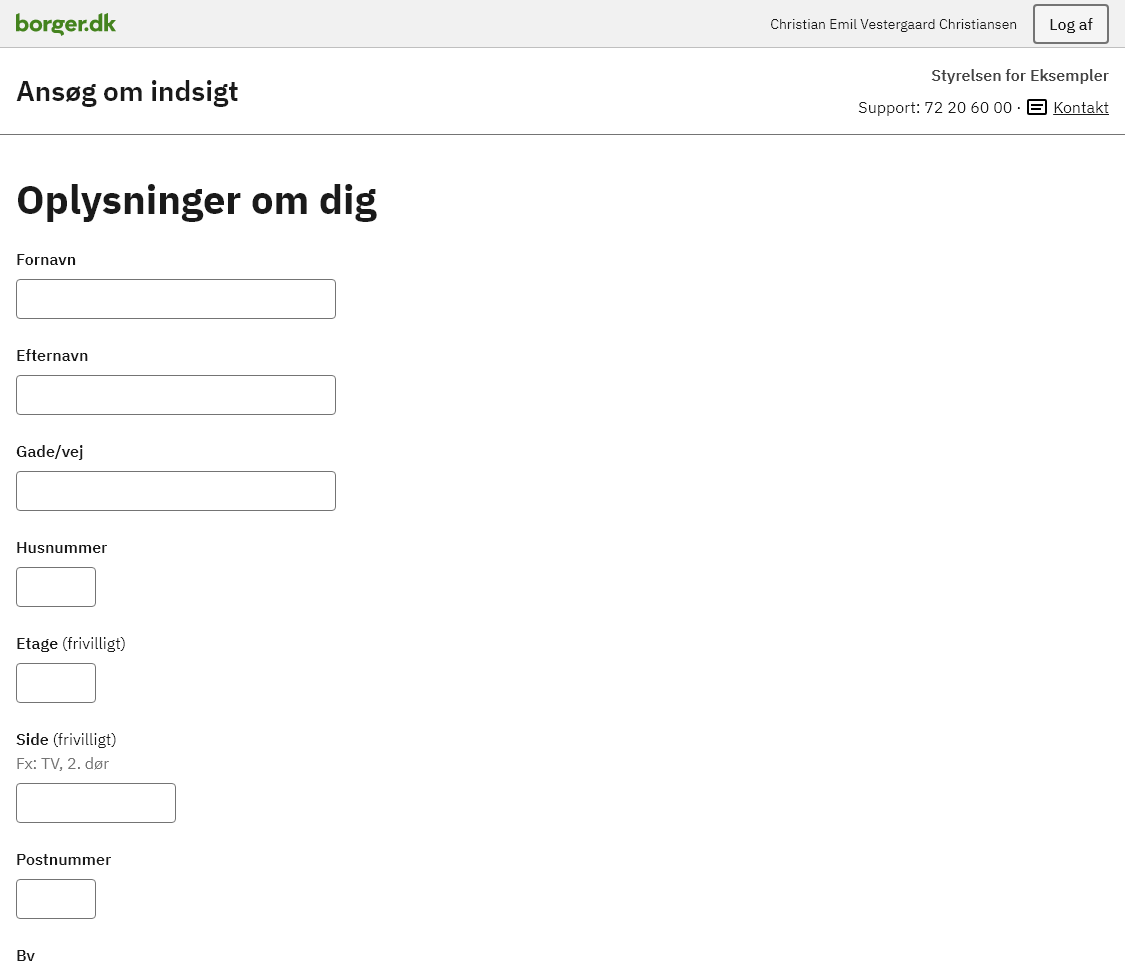 borger.dk
Christian Emil Vestergaard Christiansen
Log af
Ansøg om indsigt
Styrelsen for Eksempler
Support: 72 20 60 00 · Kontakt
Oplysninger om dig
Fornavn
Efternavn
Gade/vej
Husnummer
Etage (frivilligt)
Side (frivilligt)
Fx: TV, 2. dør
Postnummer
By